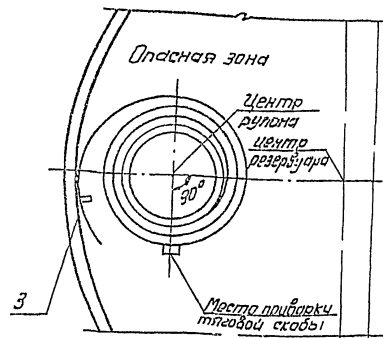 Опасная зона
Центр
рулона
Центр
резервуара
90°
3
Места приварки
тяговой скобы